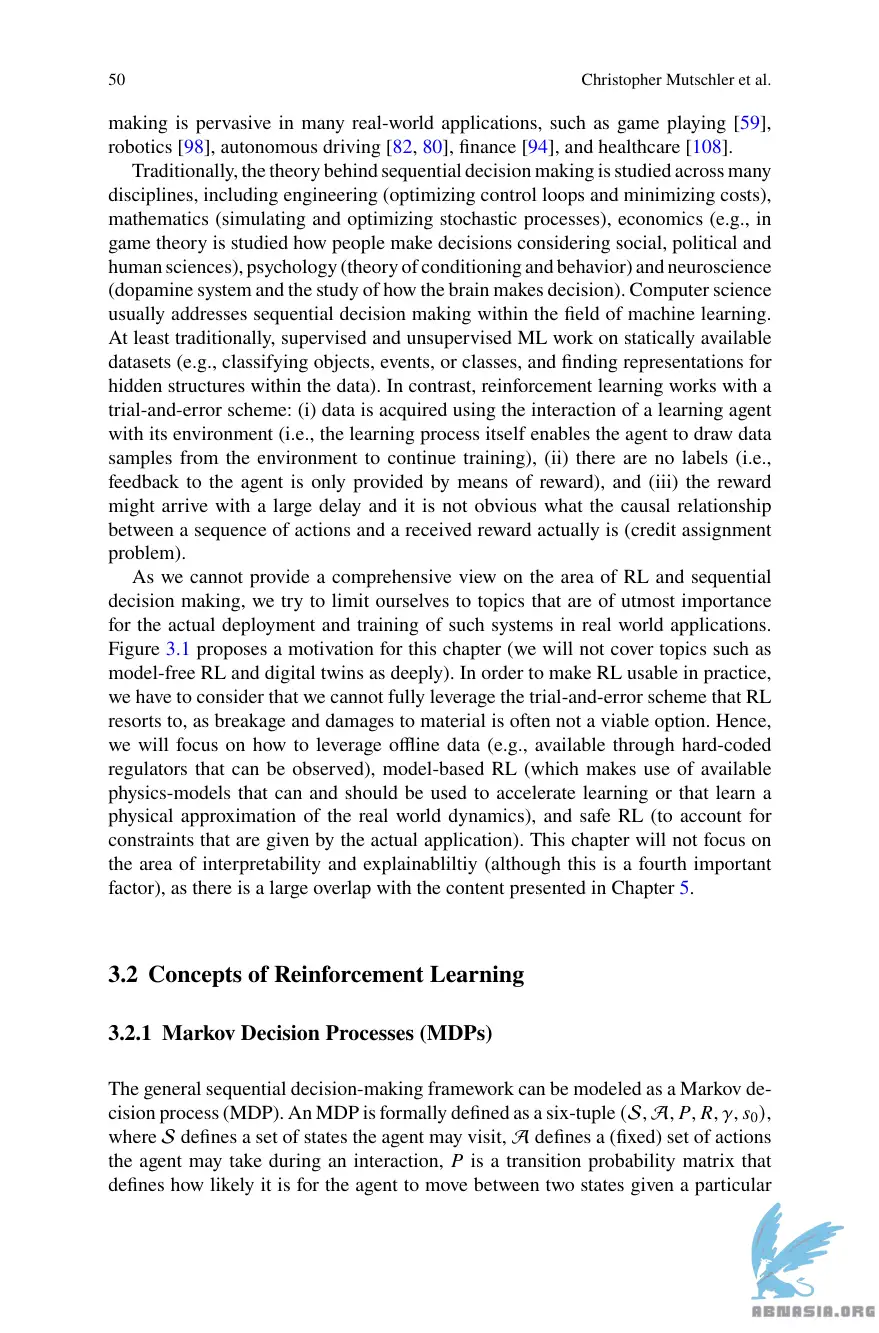 50
Christopher Mutschler et al.
making is pervasive in many real-world applications, such as game playing [59],
robotics [98], autonomous driving [82, 80], finance [94], and healthcare [108].
Traditionally, the theory behind sequential decision making is studied across many
disciplines, including engineering (optimizing control loops and minimizing costs),
mathematics (simulating and optimizing stochastic processes), economics (e.g., in
game theory is studied how people make decisions considering social, political and
human sciences), psychology (theory of conditioning and behavior) and neuroscience
(dopamine system and the study of how the brain makes decision). Computer science
usually addresses sequential decision making within the field of machine learning.
At least traditionally, supervised and unsupervised ML work on statically available
datasets (e.g., classifying objects, events, or classes, and finding representations for
hidden structures within the data). In contrast, reinforcement learning works with a
trial-and-error scheme: (i) data is acquired using the interaction of a learning agent
with its environment (i.e., the learning process itself enables the agent to draw data
samples from the environment to continue training), (ii) there are no labels (i.e.,
feedback to the agent is only provided by means of reward), and (iii) the reward
might arrive with a large delay and it is not obvious what the causal relationship
between a sequence of actions and a received reward actually is (credit assignment
problem).
As we cannot provide a comprehensive view on the area of RL and sequential
decision making, we try to limit ourselves to topics that are of utmost importance
for the actual deployment and training of such systems in real world applications.
Figure 3.1 proposes a motivation for this chapter (we will not cover topics such as
model-free RL and digital twins as deeply). In order to make RL usable in practice,
we have to consider that we cannot fully leverage the trial-and-error scheme that RL
resorts to, as breakage and damages to material is often not a viable option. Hence,
we will focus on how to leverage offline data (e.g., available through hard-coded
regulators that can be observed), model-based RL (which makes use of available
physics-models that can and should be used to accelerate learning or that learn a
physical approximation of the real world dynamics), and safe RL (to account for
constraints that are given by the actual application). This chapter will not focus on
the area of interpretability and explainabliltiy (although this is a fourth important
factor), as there is a large overlap with the content presented in Chapter 5.
3.2 Concepts of Reinforcement Learning
3.2.1 Markov Decision Processes (MDPs)
The general sequential decision-making framework can be modeled as a Markov de-
cision process (MDP). An MDP is formally defined as a six-tuple (𝒮, 𝒜, P, R, γ, s₀),
where 𝒮 defines a set of states the agent may visit, 𝒜 defines a (fixed) set of actions
the agent may take during an interaction, P is a transition probability matrix that
defines how likely it is for the agent to move between two states given a particular
ABNASIA.ORG